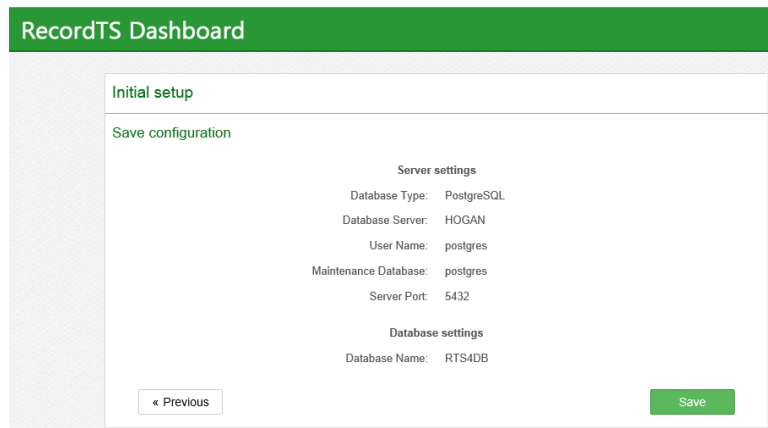 RecordTS Dashboard
Initial setup
Save configuration
Server settings
Database Type: PostgreSQL
Database Server: HOGAN
User Name: postgres
Maintenance Database: postgres
Server Port: 5432
Database settings
Database Name: RTS4DB
« Previous Save